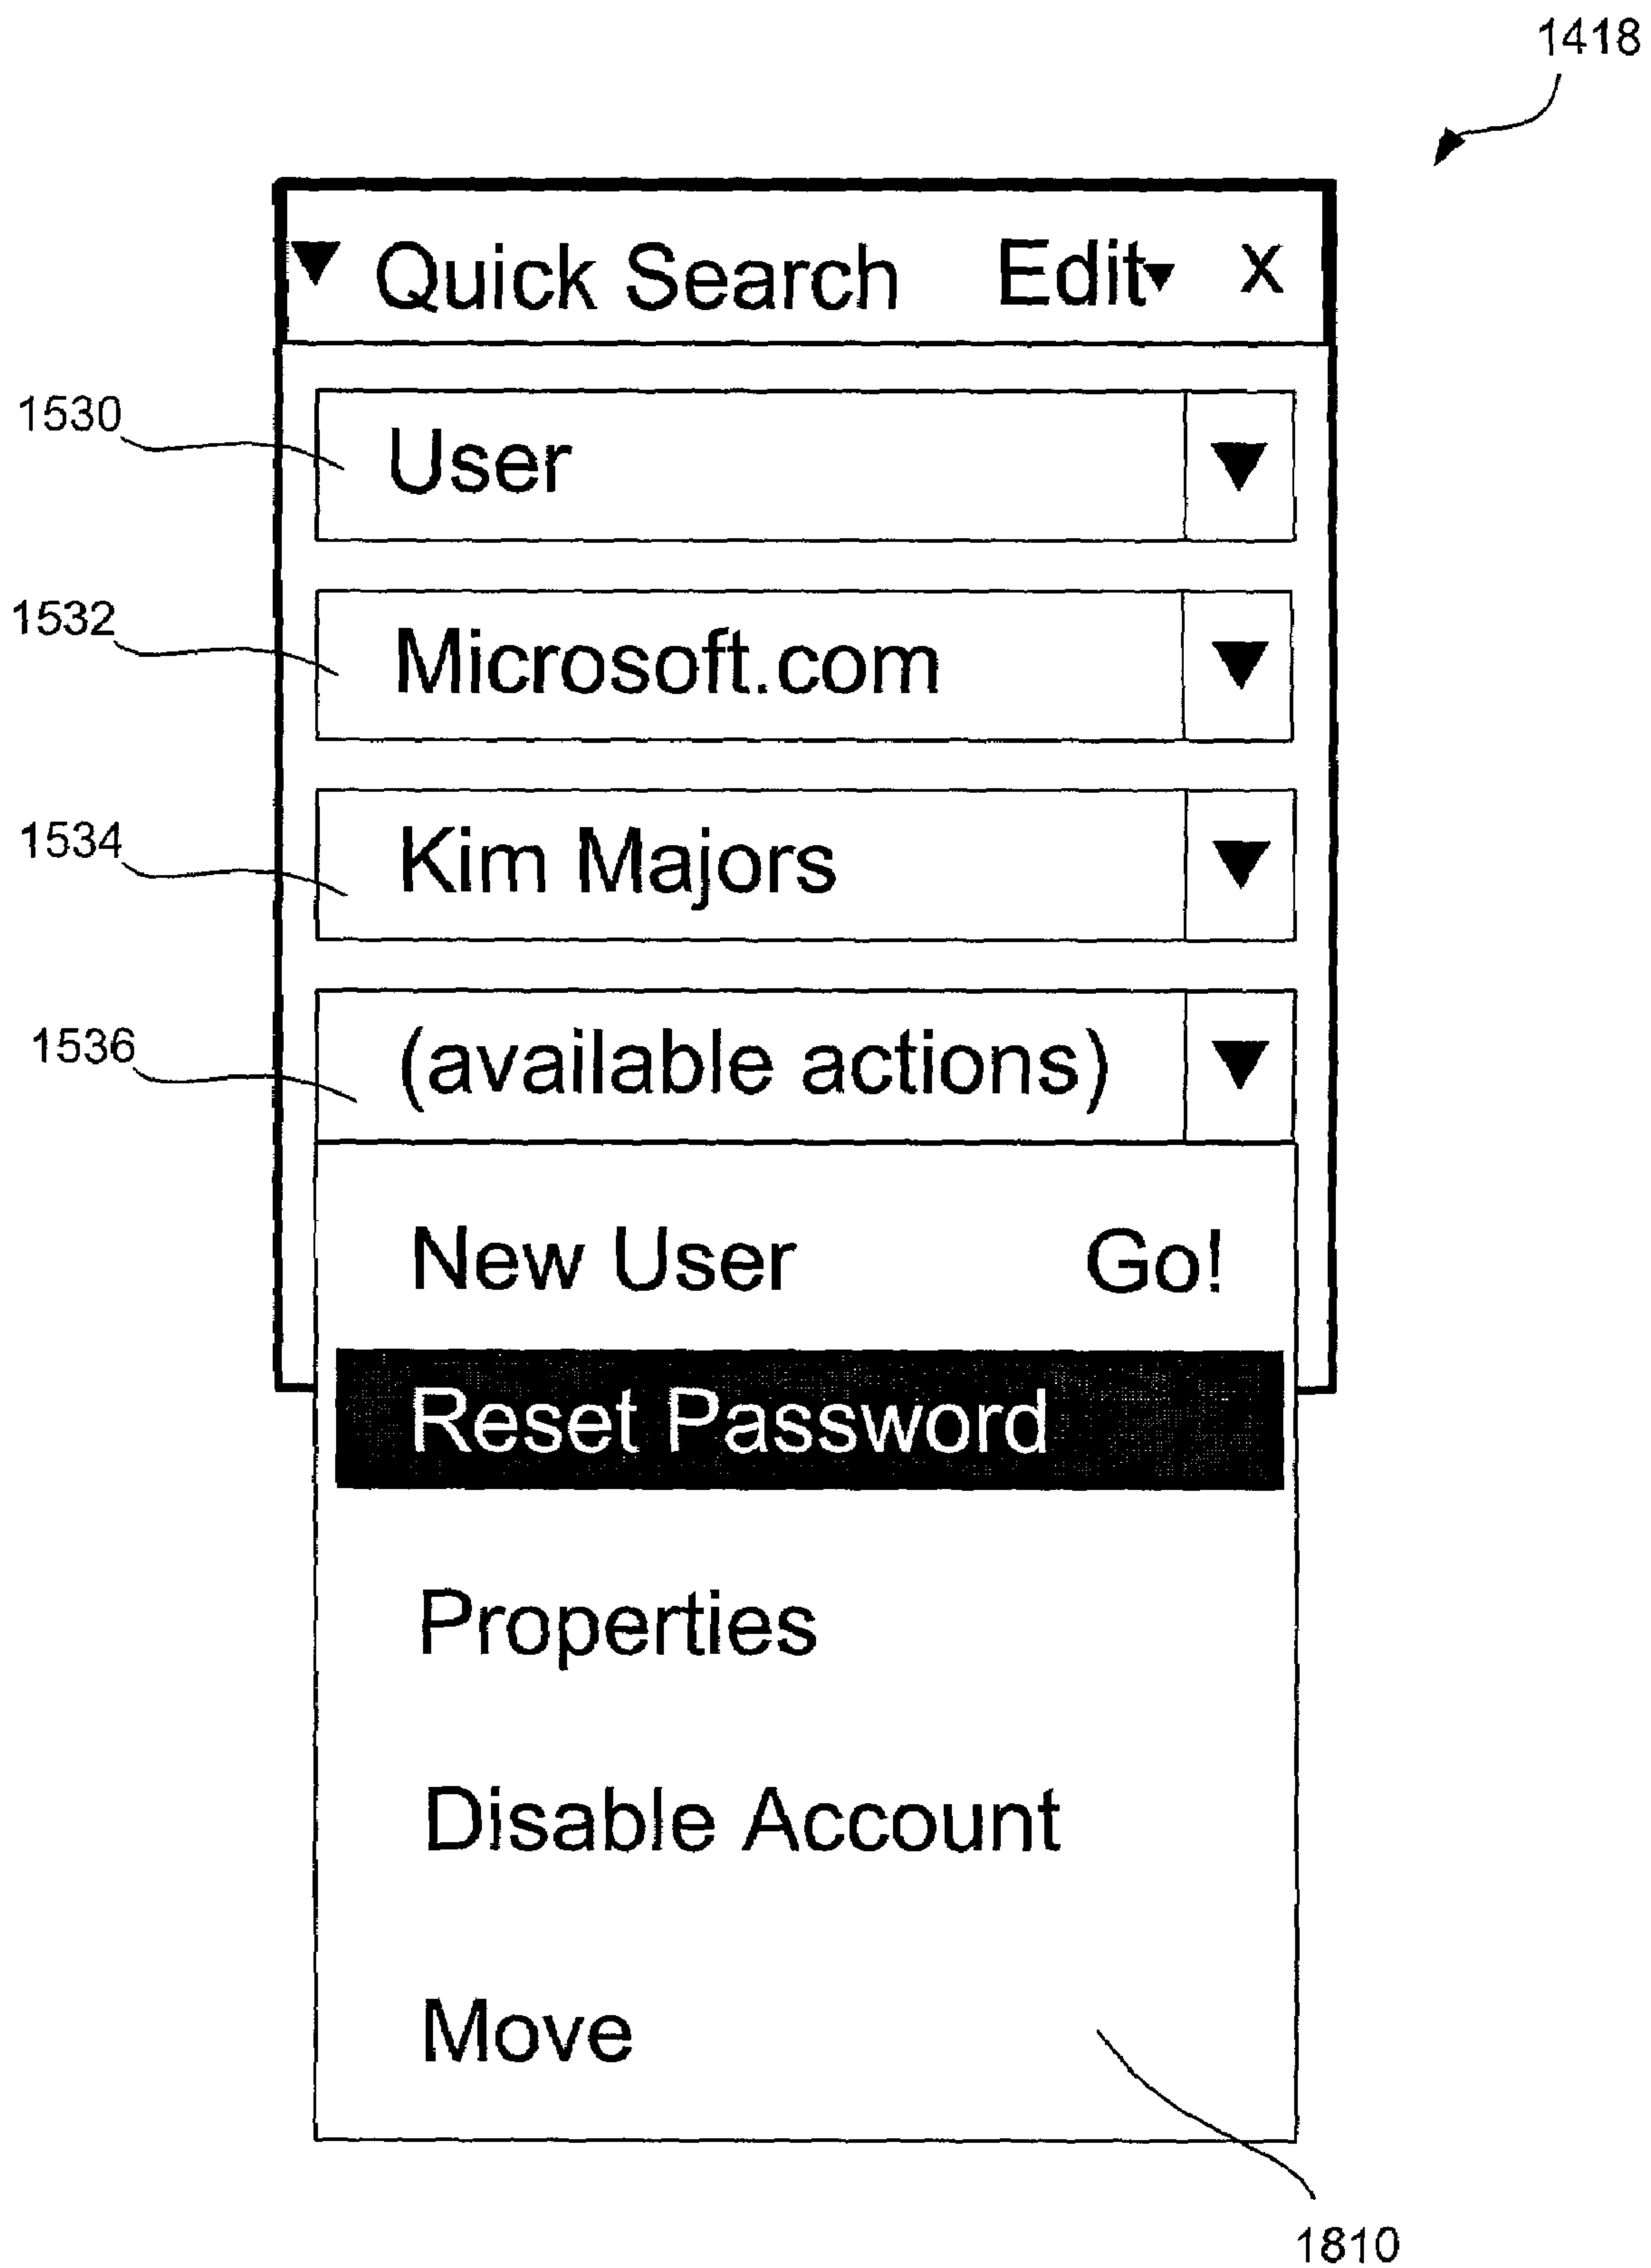 1418
Quick Search Edit x
1530
User
1532
Microsoft.com
1534
Kim Majors
1536
(available actions)
New User Go!
Reset Password
Properties
Disable Account
Move
1810